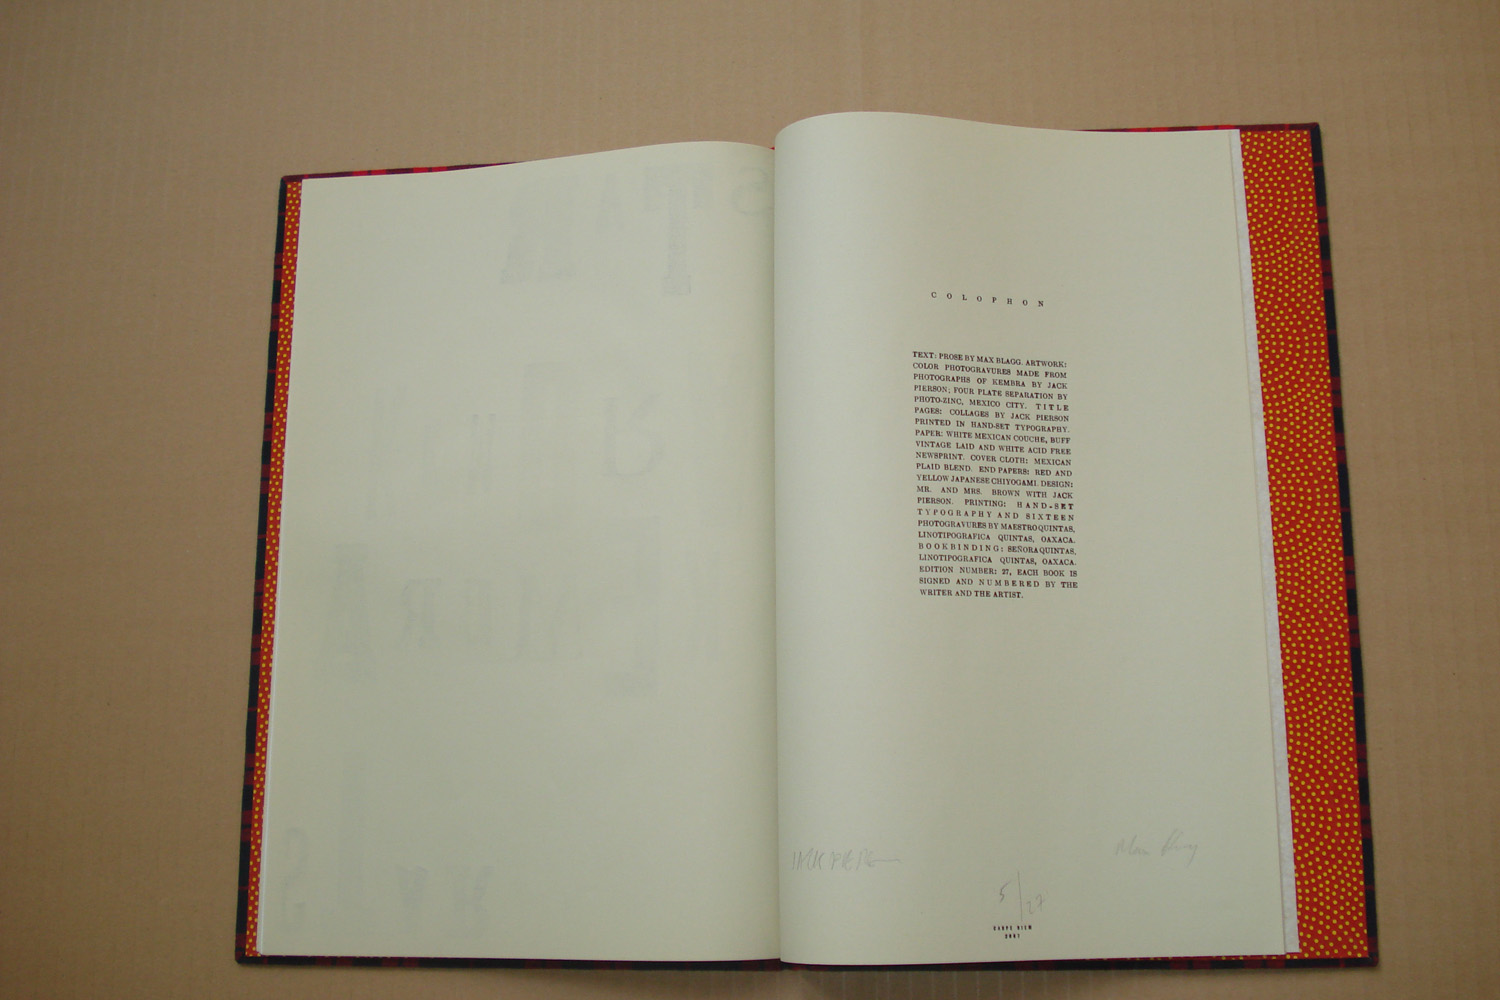 COLOPHON
TEXT: PROSE BY MAX BLAGG. ARTWORK:
COLOR PHOTOGRAVURES MADE FROM
PHOTOGRAPHS OF KEMBRA BY JACK
PIERSON; FOUR PLATE SEPARATION BY
PHOTO-ZINC, MEXICO CITY. TITLE
PAGES: COLLAGES BY JACK PIERSON
PRINTED IN HAND-SET TYPOGRAPHY.
PAPER: WHITE MEXICAN COUCHE, BUFF
VINTAGE LAID AND WHITE ACID FREE
NEWSPRINT. COVER CLOTH: MEXICAN
PLAID BLEND. END PAPERS: RED AND
YELLOW JAPANESE CHIYOGAMI. DESIGN:
MR. AND MRS. BROWN WITH JACK
PIERSON. PRINTING: HAND-SET
TYPOGRAPHY AND SIXTEEN
PHOTOGRAVURES BY MAESTRO QUINTAS,
LINOTIPOGRAFICA QUINTAS, OAXACA.
BOOKBINDING: SEÑORA QUINTAS,
LINOTIPOGRAFICA QUINTAS, OAXACA.
EDITION NUMBER: 27, EACH BOOK IS
SIGNED AND NUMBERED BY THE
WRITER AND THE ARTIST.
5/27